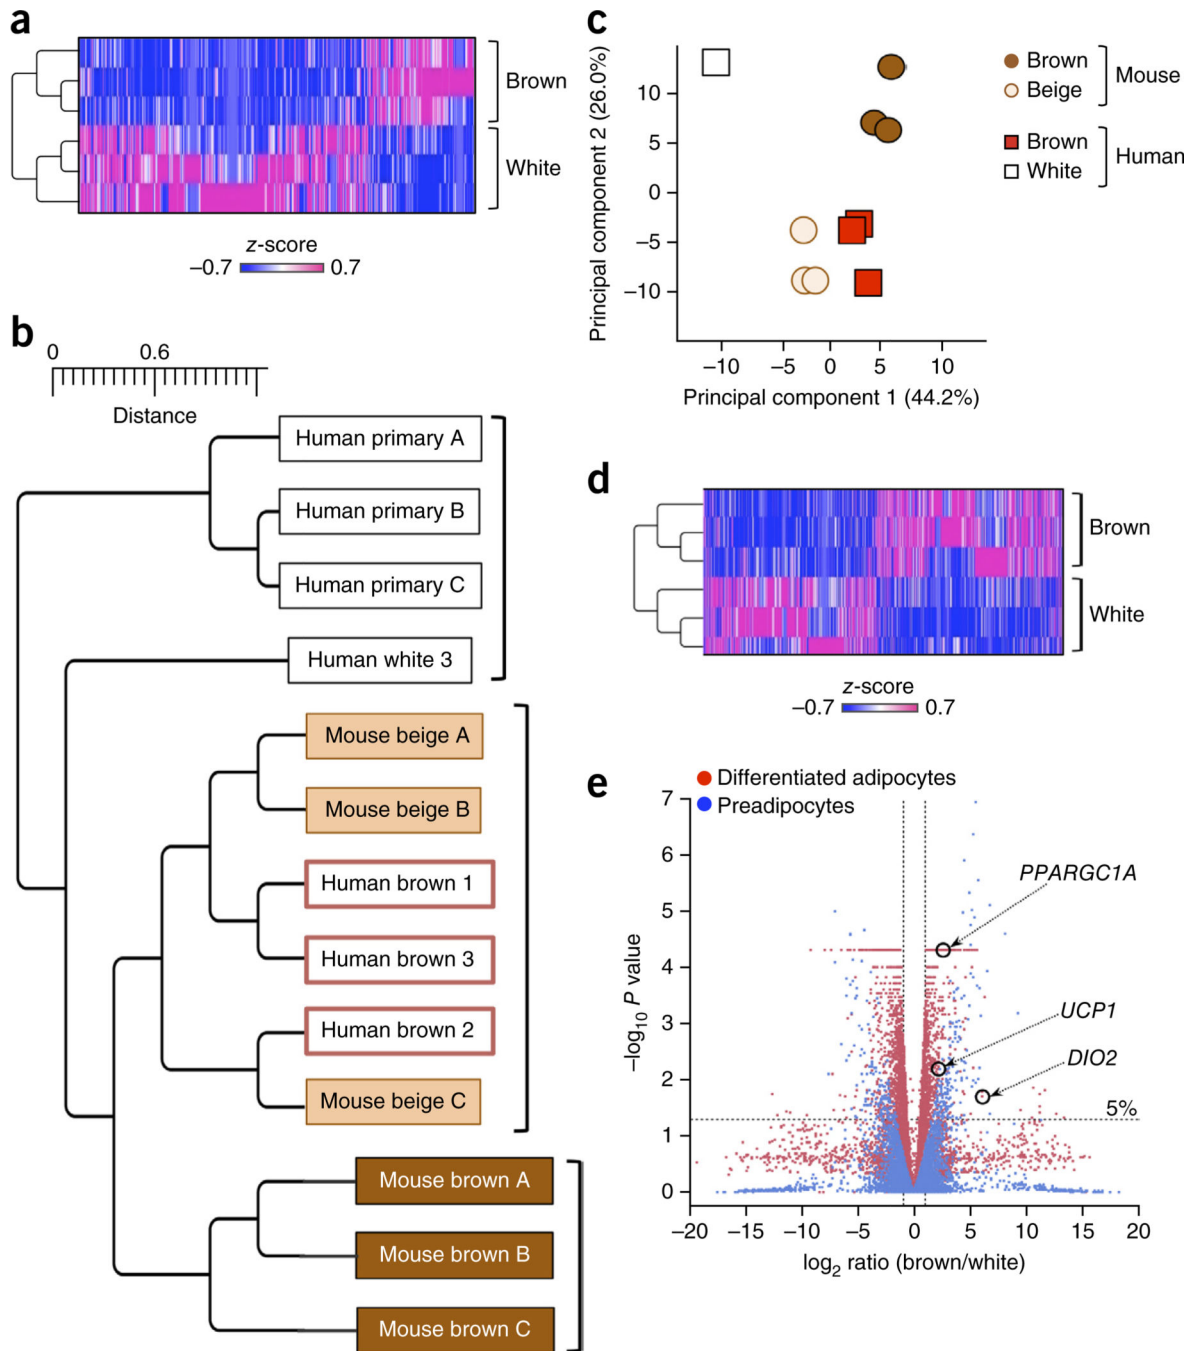 a
Brown
White
z-score
–0.7 0.7
b
0 0.6
Distance
Human primary A
Human primary B
Human primary C
Human white 3
Mouse beige A
Mouse beige B
Human brown 1
Human brown 3
Human brown 2
Mouse beige C
Mouse brown A
Mouse brown B
Mouse brown C
c
Principal component 2 (26.0%)
10
5
0
–5
–10
–10 –5 0 5 10
Principal component 1 (44.2%)
Brown
Beige
Mouse
Brown
White
Human
d
Brown
White
z-score
–0.7 0.7
e
Differentiated adipocytes
Preadipocytes
–log10 P value
7
6
5
4
3
2
1
0
PPARGC1A
UCP1
DIO2
5%
–20 –15 –10 –5 0 5 10 15 20
log2 ratio (brown/white)